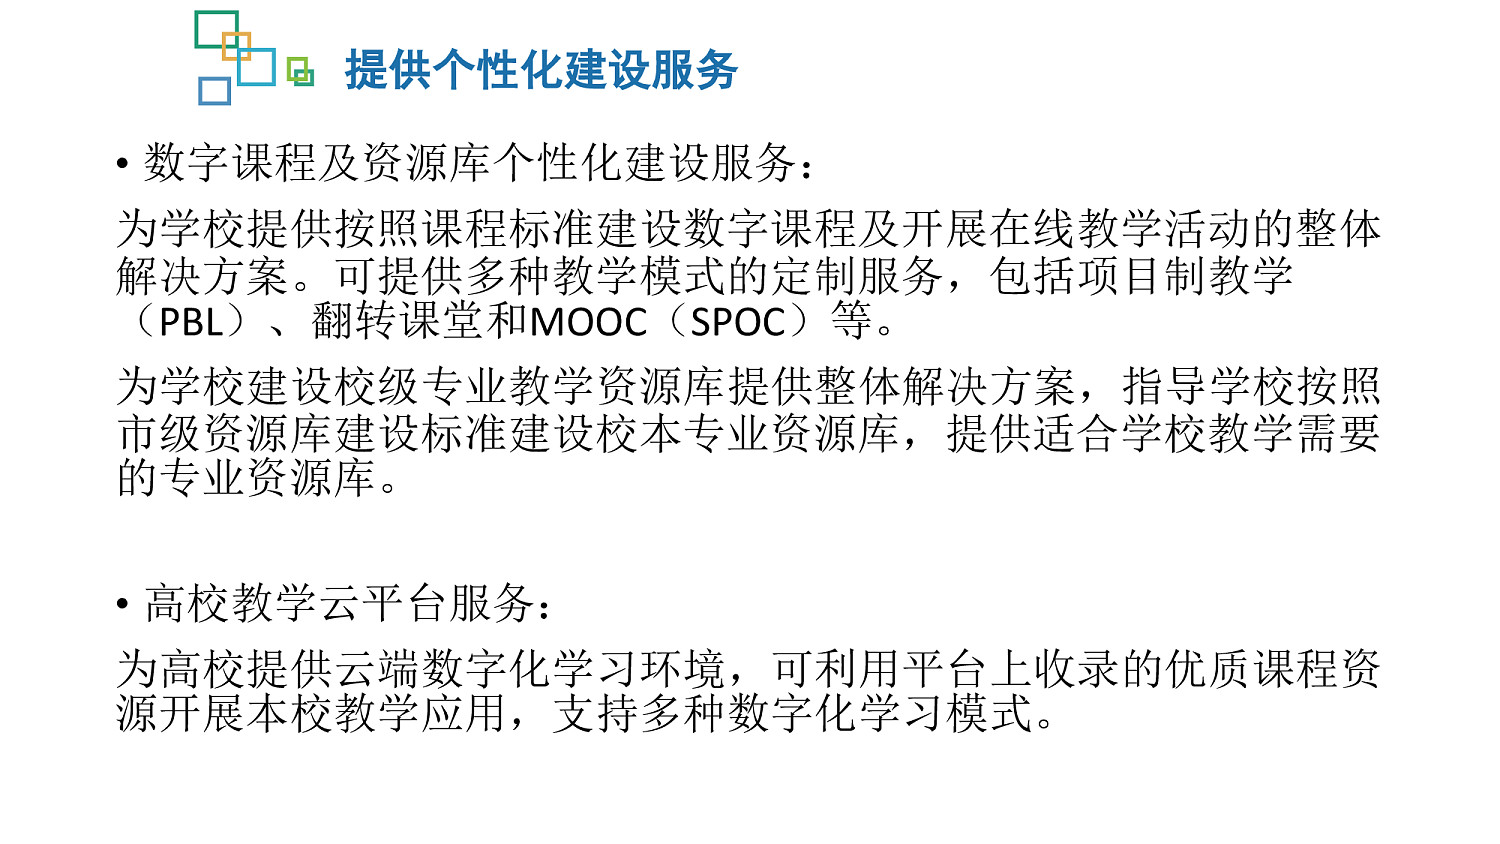 提供个性化建设服务
• 数字课程及资源库个性化建设服务：
为学校提供按照课程标准建设数字课程及开展在线教学活动的整体
解决方案。可提供多种教学模式的定制服务，包括项目制教学
（PBL）、翻转课堂和MOOC（SPOC）等。
为学校建设校级专业教学资源库提供整体解决方案，指导学校按照
市级资源库建设标准建设校本专业资源库，提供适合学校教学需要
的专业资源库。
• 高校教学云平台服务：
为高校提供云端数字化学习环境，可利用平台上收录的优质课程资
源开展本校教学应用，支持多种数字化学习模式。